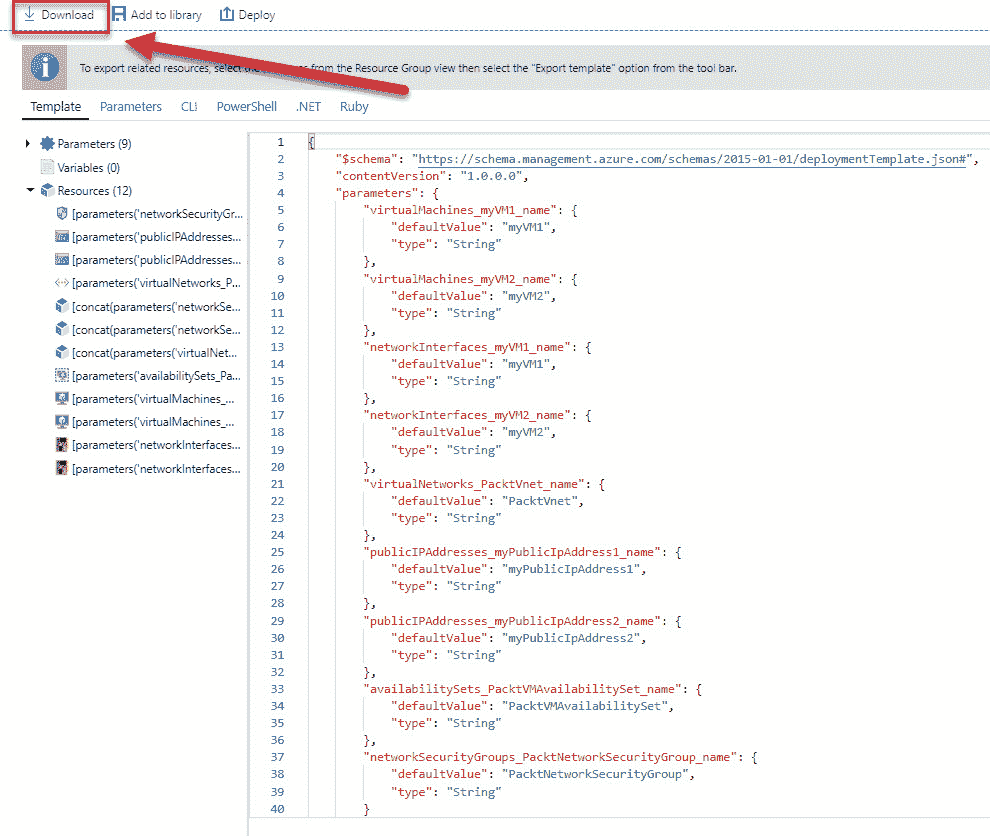 Download Add to library Deploy
To export related resources, select the from the Resource Group view then select the "Export template" option from the tool bar.
Template Parameters CLI PowerShell .NET Ruby
Parameters (9)
Variables (0)
Resources (12)
[parameters('networkSecurityGr...
[parameters('publicIPAddresses...
[parameters('publicIPAddresses...
[parameters('virtualNetworks_P...
[concat(parameters('networkSe...
[concat(parameters('networkSe...
[concat(parameters('virtualNet...
[parameters('availabilitySets_Pa...
[parameters('virtualMachines_...
[parameters('virtualMachines_...
[parameters('networkInterfaces...
[parameters('networkInterfaces...
1 {
2 "$schema": "https://schema.management.azure.com/schemas/2015-01-01/deploymentTemplate.json#",
3 "contentVersion": "1.0.0.0",
4 "parameters": {
5 "virtualMachines_myVM1_name": {
6 "defaultValue": "myVM1",
7 "type": "String"
8 },
9 "virtualMachines_myVM2_name": {
10 "defaultValue": "myVM2",
11 "type": "String"
12 },
13 "networkInterfaces_myVM1_name": {
14 "defaultValue": "myVM1",
15 "type": "String"
16 },
17 "networkInterfaces_myVM2_name": {
18 "defaultValue": "myVM2",
19 "type": "String"
20 },
21 "virtualNetworks_PacktVnet_name": {
22 "defaultValue": "PacktVnet",
23 "type": "String"
24 },
25 "publicIPAddresses_myPublicIpAddress1_name": {
26 "defaultValue": "myPublicIpAddress1",
27 "type": "String"
28 },
29 "publicIPAddresses_myPublicIpAddress2_name": {
30 "defaultValue": "myPublicIpAddress2",
31 "type": "String"
32 },
33 "availabilitySets_PacktVMAvailabilitySet_name": {
34 "defaultValue": "PacktVMAvailabilitySet",
35 "type": "String"
36 },
37 "networkSecurityGroups_PacktNetworkSecurityGroup_name": {
38 "defaultValue": "PacktNetworkSecurityGroup",
39 "type": "String"
40 }